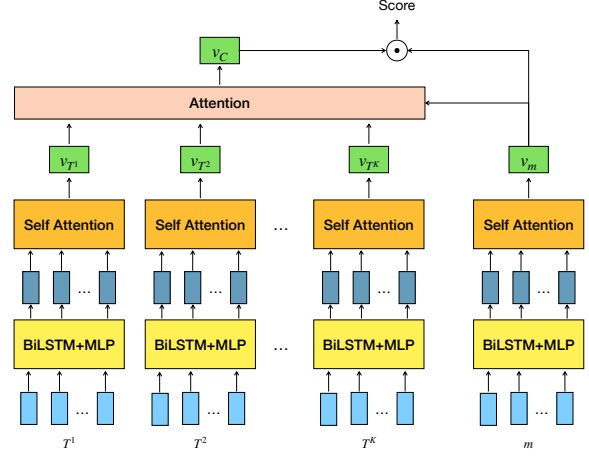 Score
v_C
Attention
v_{T^1} v_{T^2} v_{T^K} v_m
Self Attention Self Attention ... Self Attention Self Attention
... ... ... ...
BiLSTM+MLP BiLSTM+MLP ... BiLSTM+MLP BiLSTM+MLP
... ... ... ...
T^1 T^2 T^K m